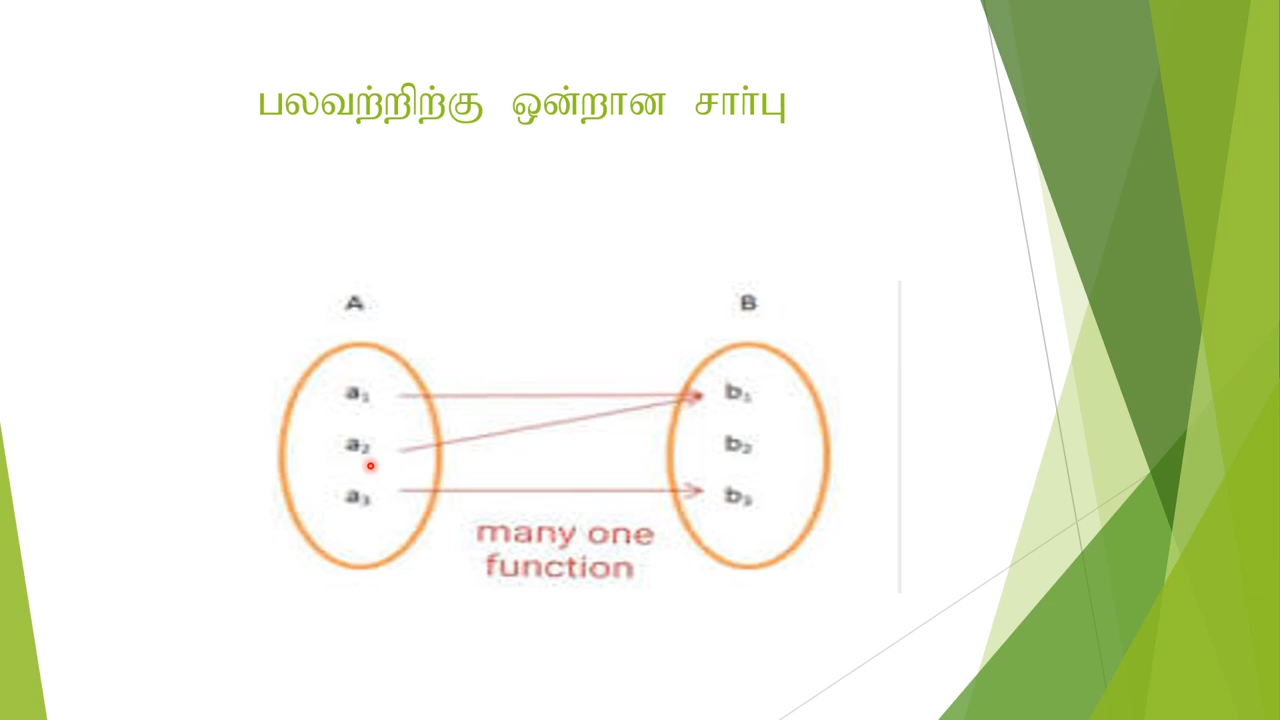 பலவற்றிற்கு ஒன்றான சார்பு
A B
a₁ b₁
a₂ b₂
a₃ b₃
many one
function